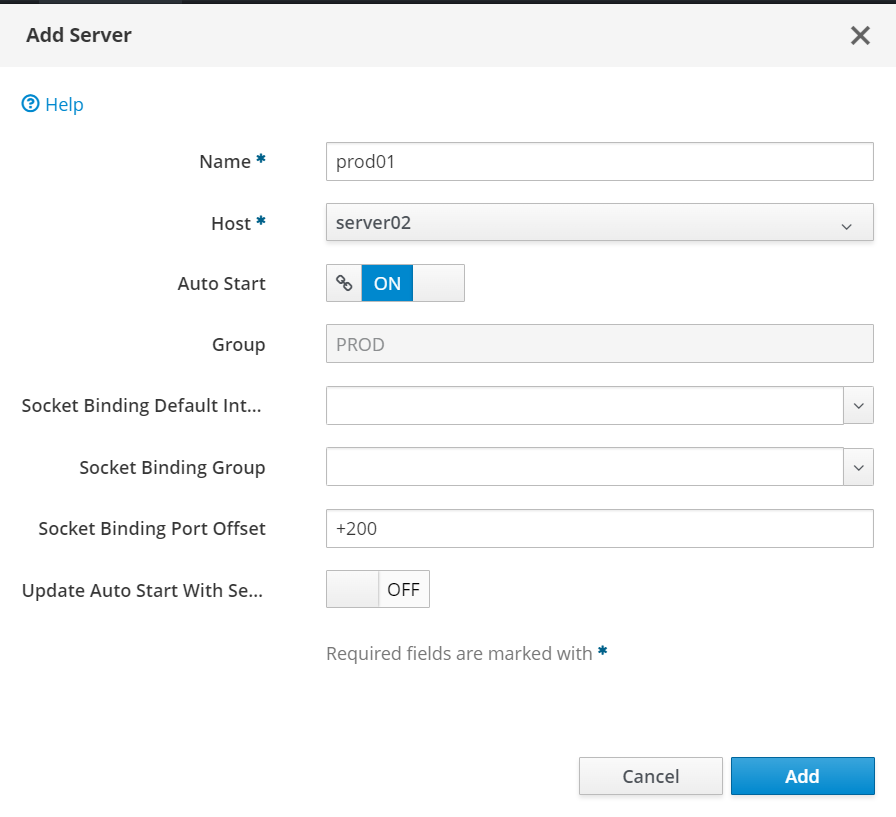 Add Server
Help
Name *
prod01
Host *
server02
Auto Start
ON
Group
PROD
Socket Binding Default Int...
Socket Binding Group
Socket Binding Port Offset
+200
Update Auto Start With Se...
OFF
Required fields are marked with *
Cancel
Add